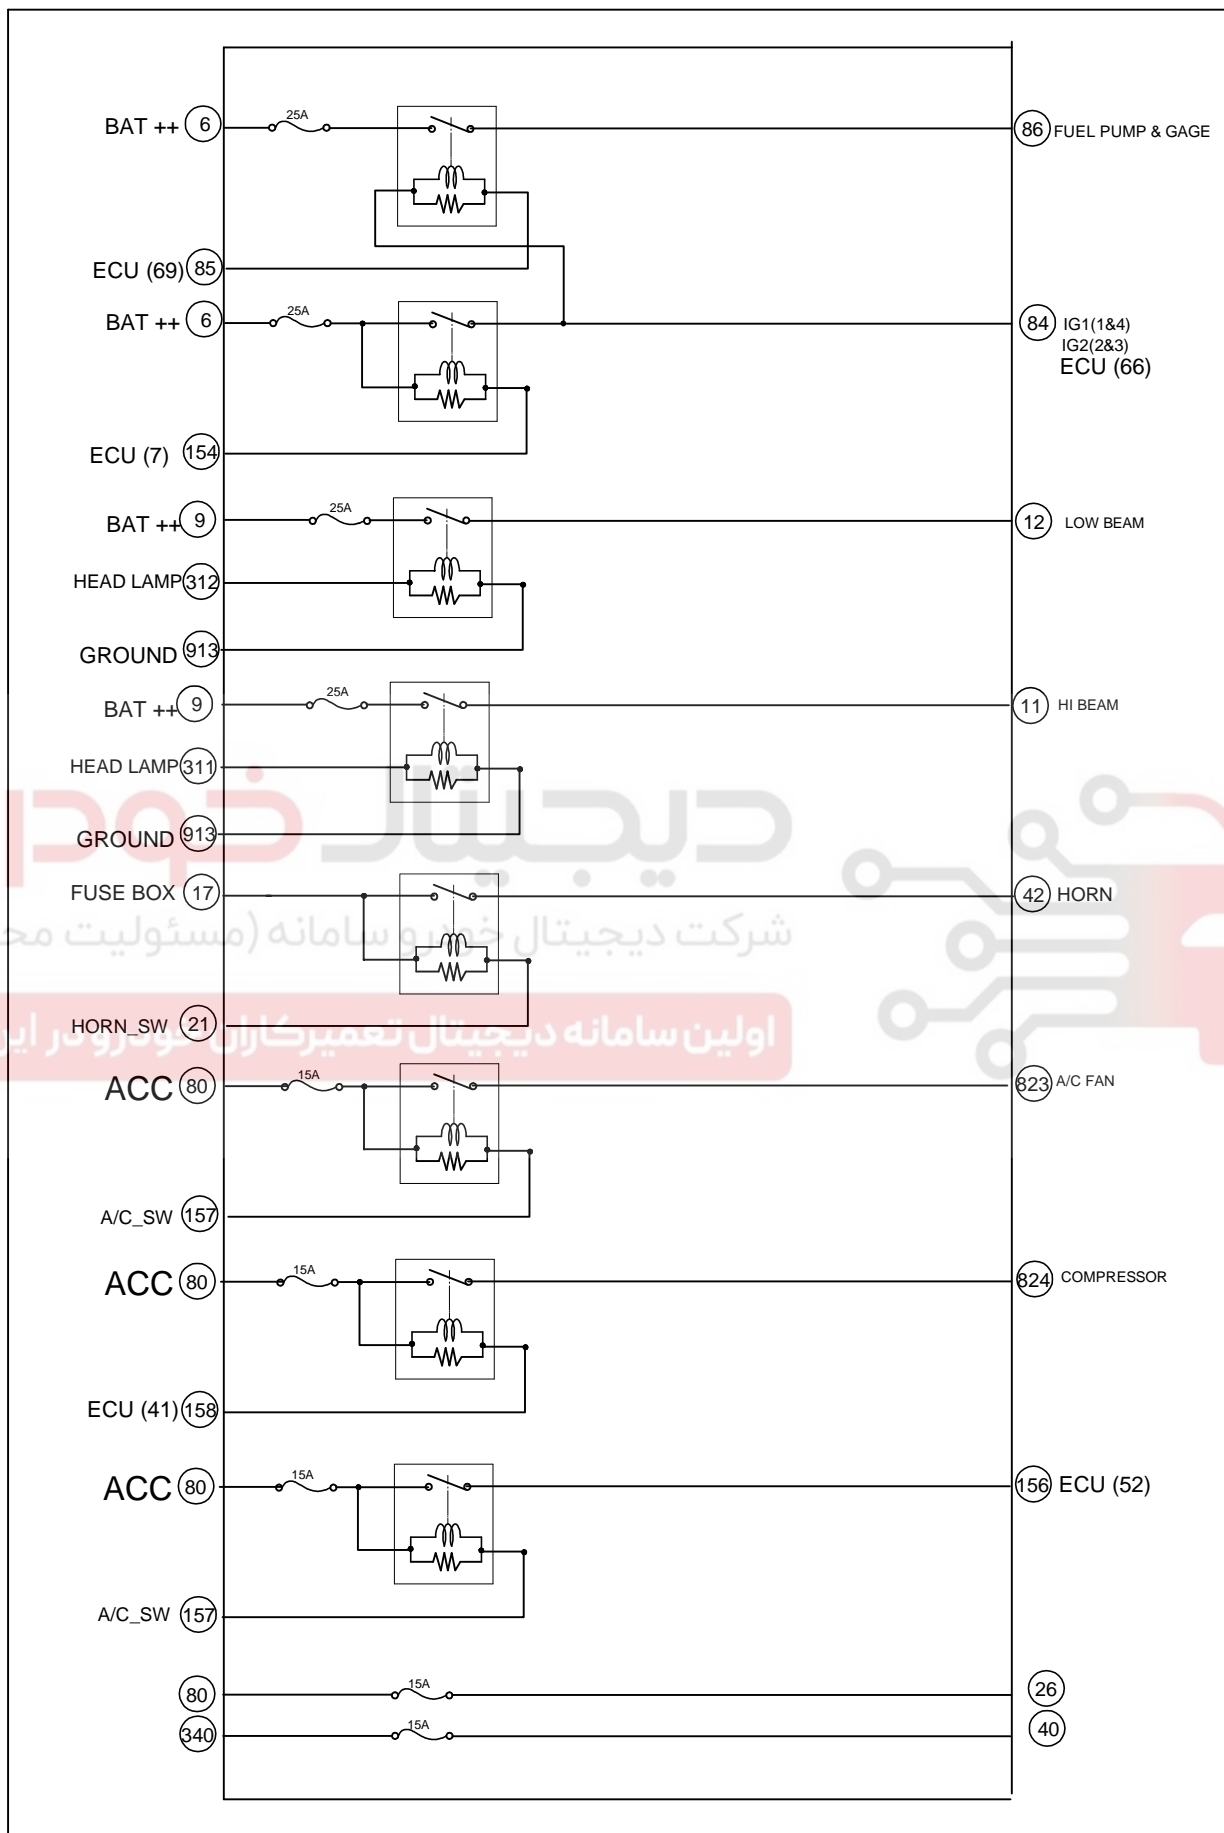 25A
BAT ++ 6
86 FUEL PUMP & GAGE
ECU (69) 85
25A
BAT ++ 6
84 IG1(1&4)
IG2(2&3)
ECU (66)
ECU (7) 154
25A
BAT ++ 9
12 LOW BEAM
HEAD LAMP 312
GROUND 913
25A
BAT ++ 9
11 HI BEAM
HEAD LAMP 311
دیجیتال
GROUND 913
FUSE BOX 17
42 HORN
شرکت دیجیتال خودرو سامانه (مسئولیت
HORN_SW 21
اولین سامانه دیجیتال تعمیرکاران خودرو در
15A
ACC 80
823 A/C FAN
A/C_SW 157
15A
ACC 80
824 COMPRESSOR
ECU (41) 158
15A
ACC 80
156 ECU (52)
A/C_SW 157
80 15A 26
340 15A 40